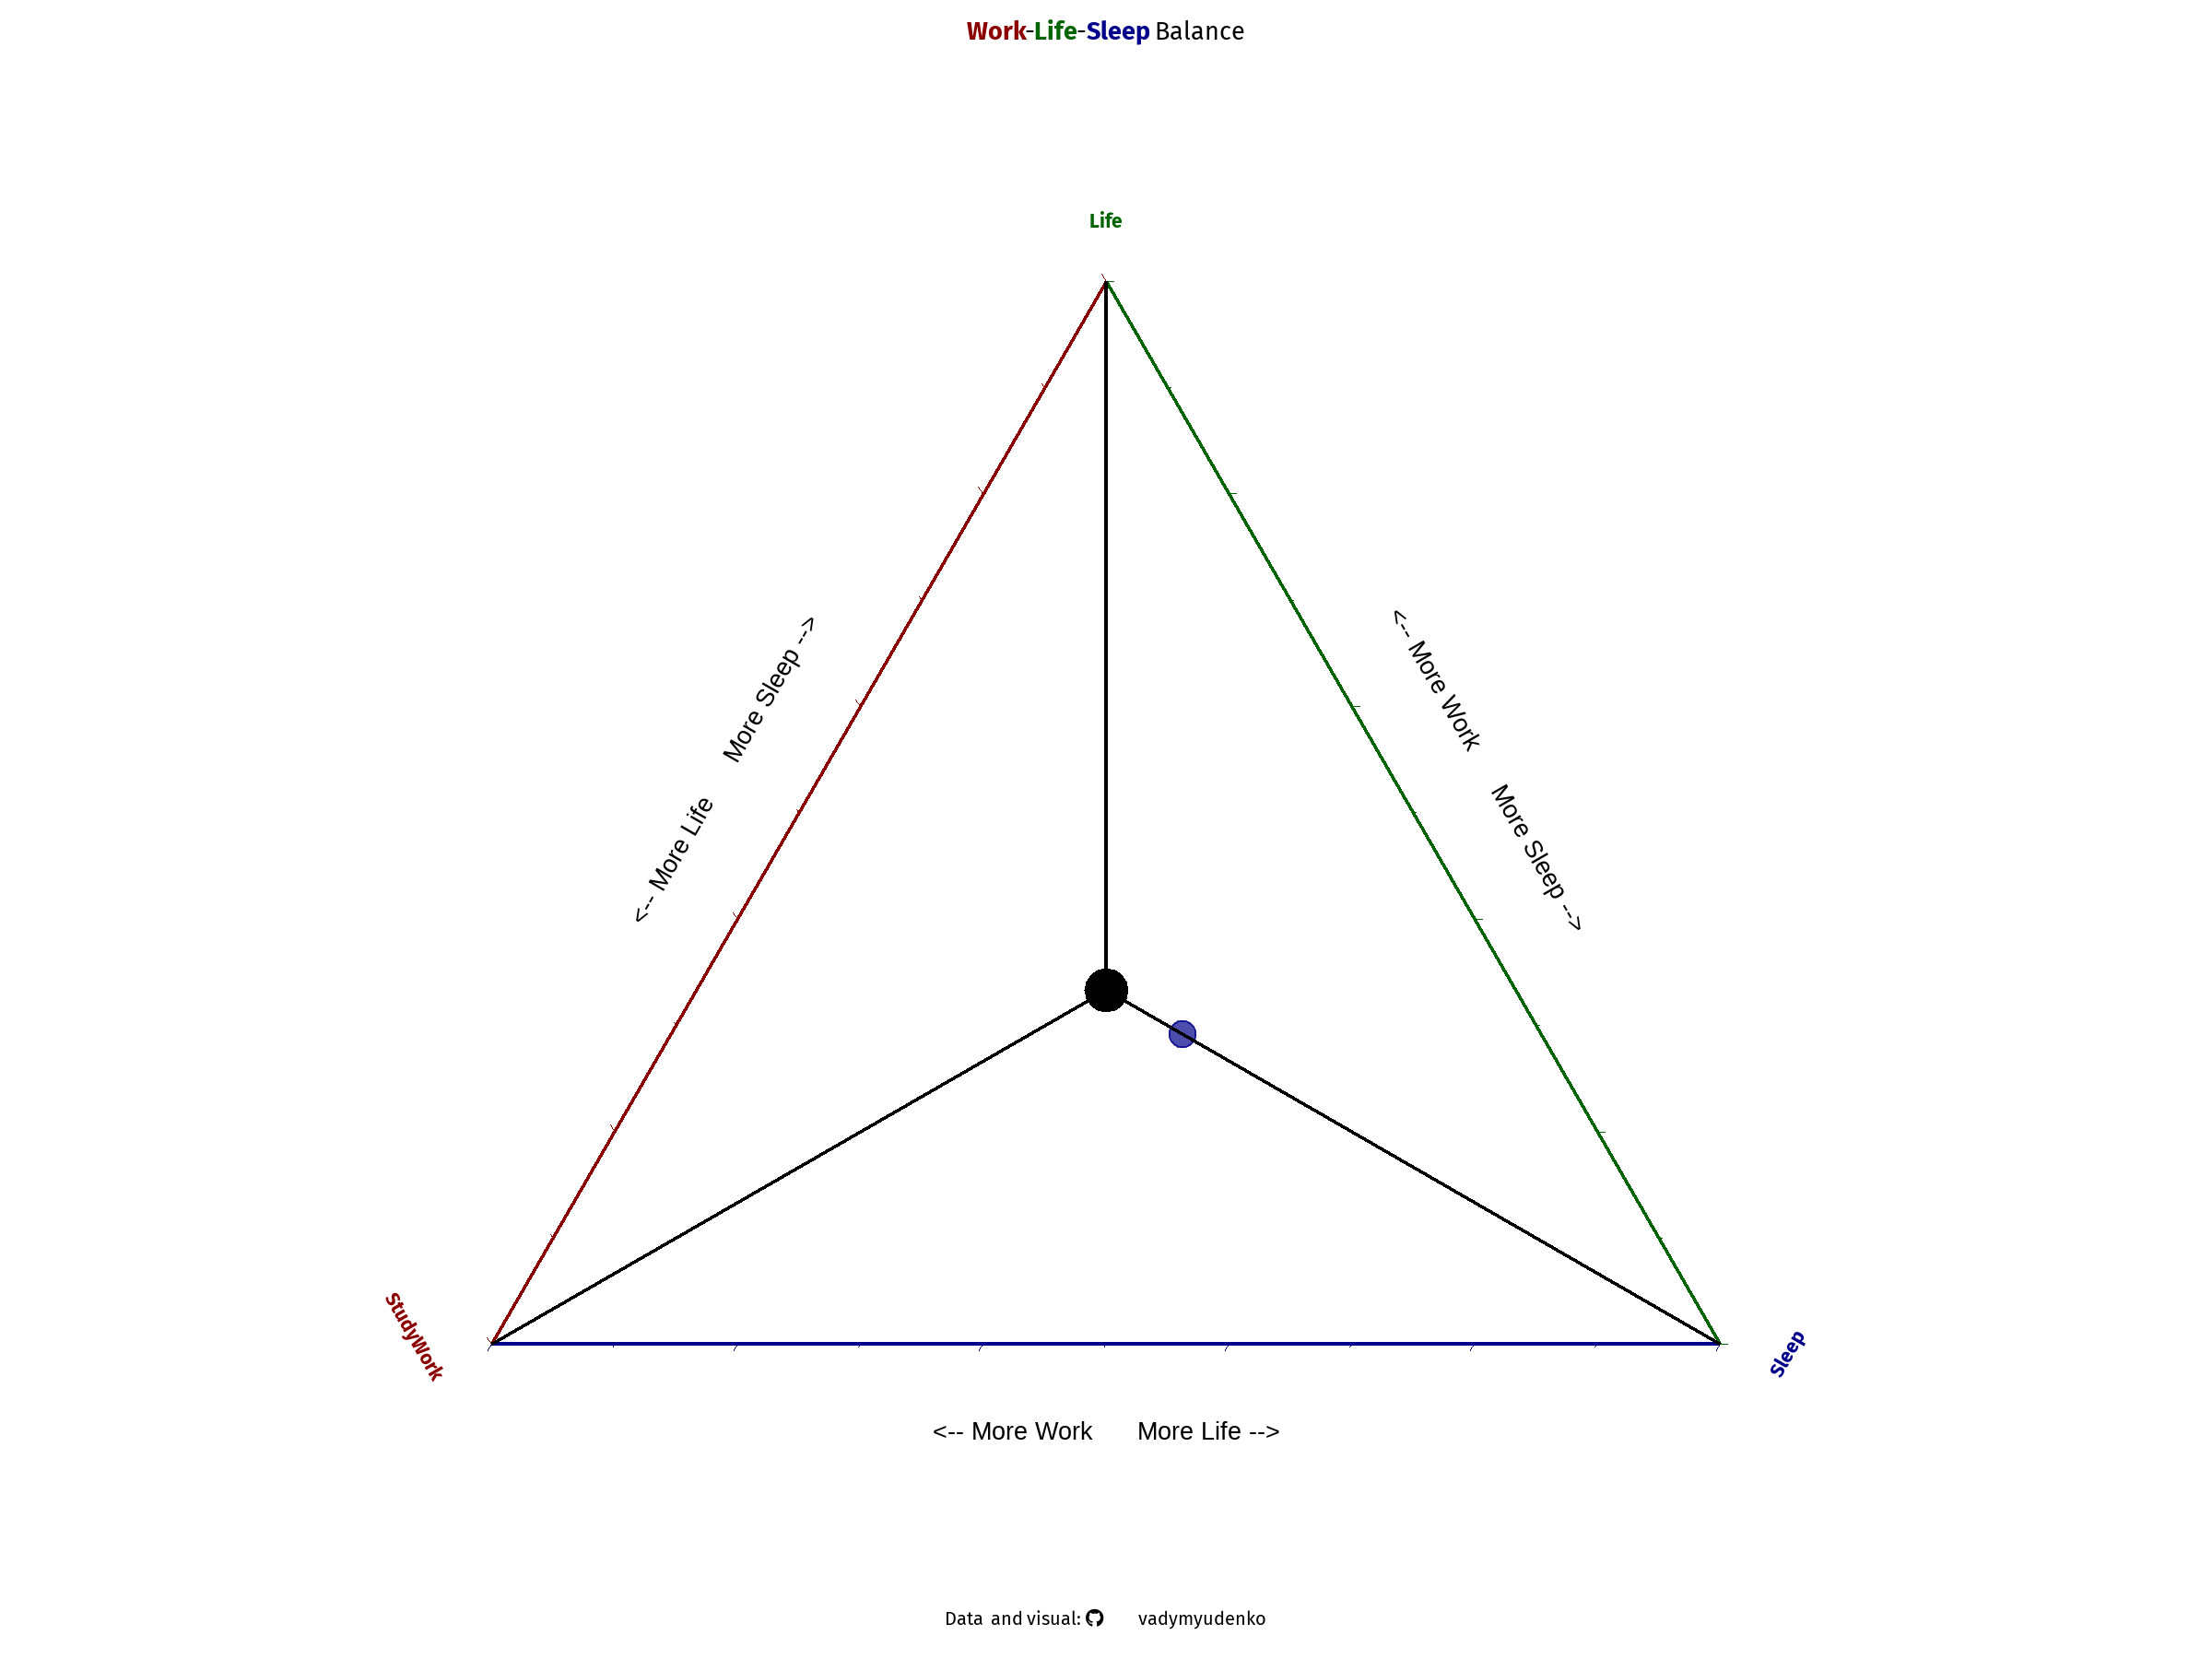 Work-Life-Sleep Balance
Life
<-- More Life More Sleep -->
<-- More Work More Sleep -->
StudyWork
Sleep
<-- More Work More Life -->
Data and visual: vadymyudenko